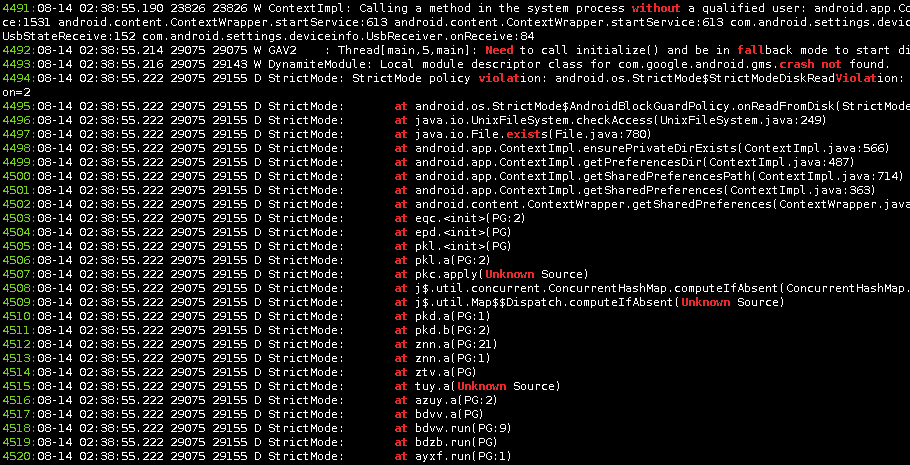 4491:08-14 02:38:55.190 23826 23826 W ContextImpl: Calling a method in the system process without a qualified user: android.app.Co
ce:1531 android.content.ContextWrapper.startService:613 android.content.ContextWrapper.startService:613 com.android.settings.devic
UsbStateReceive:152 com.android.settings.deviceinfo.UsbReceiver.onReceive:84
4492:08-14 02:38:55.214 29075 29075 W GAV2    : Thread[main,5,main]: Need to call initialize() and be in fallback mode to start di
4493:08-14 02:38:55.216 29075 29143 W DynamiteModule: Local module descriptor class for com.google.android.gms.crash not found.
4494:08-14 02:38:55.222 29075 29155 D StrictMode: StrictMode policy violation: android.os.StrictMode$StrictModeDiskReadViolation:
on=2
4495:08-14 02:38:55.222 29075 29155 D StrictMode:        at android.os.StrictMode$AndroidBlockGuardPolicy.onReadFromDisk(StrictMode
4496:08-14 02:38:55.222 29075 29155 D StrictMode:        at java.io.UnixFileSystem.checkAccess(UnixFileSystem.java:249)
4497:08-14 02:38:55.222 29075 29155 D StrictMode:        at java.io.File.exists(File.java:780)
4498:08-14 02:38:55.222 29075 29155 D StrictMode:        at android.app.ContextImpl.ensurePrivateDirExists(ContextImpl.java:566)
4499:08-14 02:38:55.222 29075 29155 D StrictMode:        at android.app.ContextImpl.getPreferencesDir(ContextImpl.java:487)
4500:08-14 02:38:55.222 29075 29155 D StrictMode:        at android.app.ContextImpl.getSharedPreferencesPath(ContextImpl.java:714)
4501:08-14 02:38:55.222 29075 29155 D StrictMode:        at android.app.ContextImpl.getSharedPreferences(ContextImpl.java:363)
4502:08-14 02:38:55.222 29075 29155 D StrictMode:        at android.content.ContextWrapper.getSharedPreferences(ContextWrapper.java
4503:08-14 02:38:55.222 29075 29155 D StrictMode:        at eqc.<init>(PG:2)
4504:08-14 02:38:55.222 29075 29155 D StrictMode:        at epd.<init>(PG)
4505:08-14 02:38:55.222 29075 29155 D StrictMode:        at pkl.<init>(PG)
4506:08-14 02:38:55.222 29075 29155 D StrictMode:        at pkl.a(PG:2)
4507:08-14 02:38:55.222 29075 29155 D StrictMode:        at pkc.apply(Unknown Source)
4508:08-14 02:38:55.222 29075 29155 D StrictMode:        at j$.util.concurrent.ConcurrentHashMap.computeIfAbsent(ConcurrentHashMap.
4509:08-14 02:38:55.222 29075 29155 D StrictMode:        at j$.util.Map$$Dispatch.computeIfAbsent(Unknown Source)
4510:08-14 02:38:55.222 29075 29155 D StrictMode:        at pkd.a(PG:1)
4511:08-14 02:38:55.222 29075 29155 D StrictMode:        at pkd.b(PG:2)
4512:08-14 02:38:55.222 29075 29155 D StrictMode:        at znn.a(PG:21)
4513:08-14 02:38:55.222 29075 29155 D StrictMode:        at znn.a(PG:1)
4514:08-14 02:38:55.222 29075 29155 D StrictMode:        at ztv.a(PG)
4515:08-14 02:38:55.222 29075 29155 D StrictMode:        at tuy.a(Unknown Source)
4516:08-14 02:38:55.222 29075 29155 D StrictMode:        at azuy.a(PG:2)
4517:08-14 02:38:55.222 29075 29155 D StrictMode:        at bdvv.a(PG)
4518:08-14 02:38:55.222 29075 29155 D StrictMode:        at bdvw.run(PG:9)
4519:08-14 02:38:55.222 29075 29155 D StrictMode:        at bdzb.run(PG)
4520:08-14 02:38:55.222 29075 29155 D StrictMode:        at ayxf.run(PG:1)